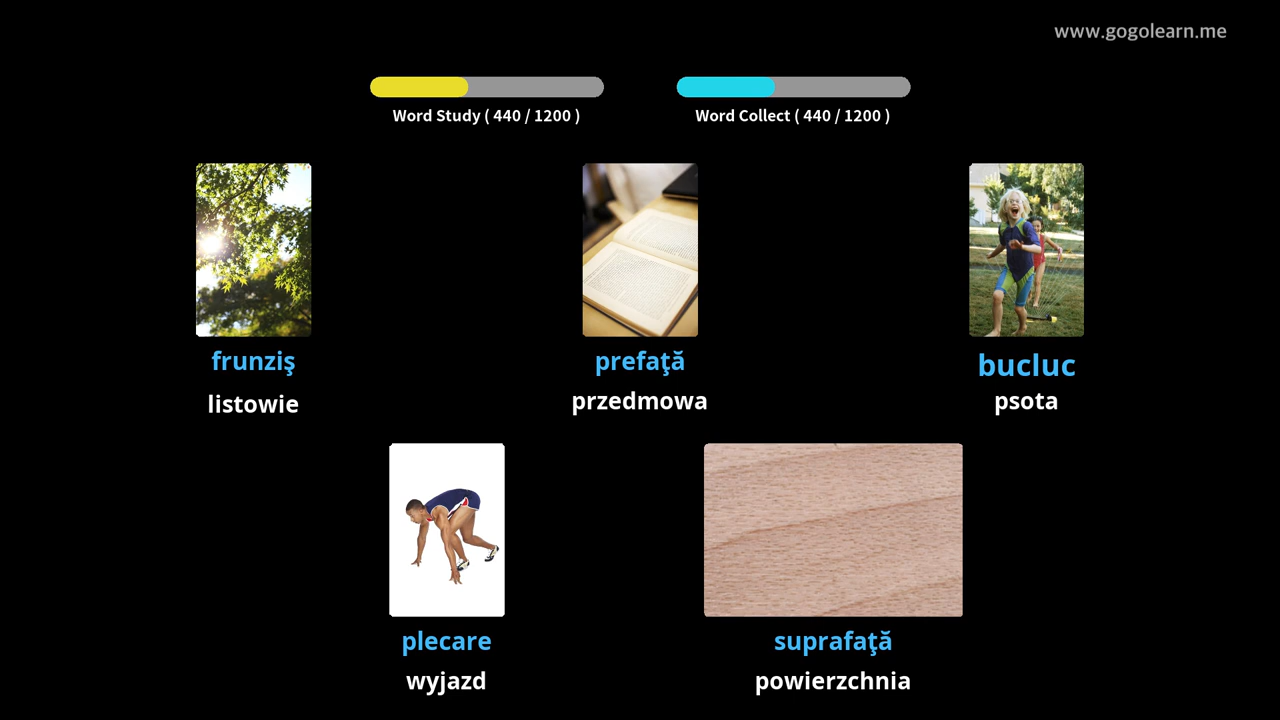 www.gogolearn.me
Word Study ( 440 / 1200 )
Word Collect ( 440 / 1200 )
frunziş
prefaţă
bucluc
listowie
przedmowa
psota
plecare
suprafaţă
wyjazd
powierzchnia